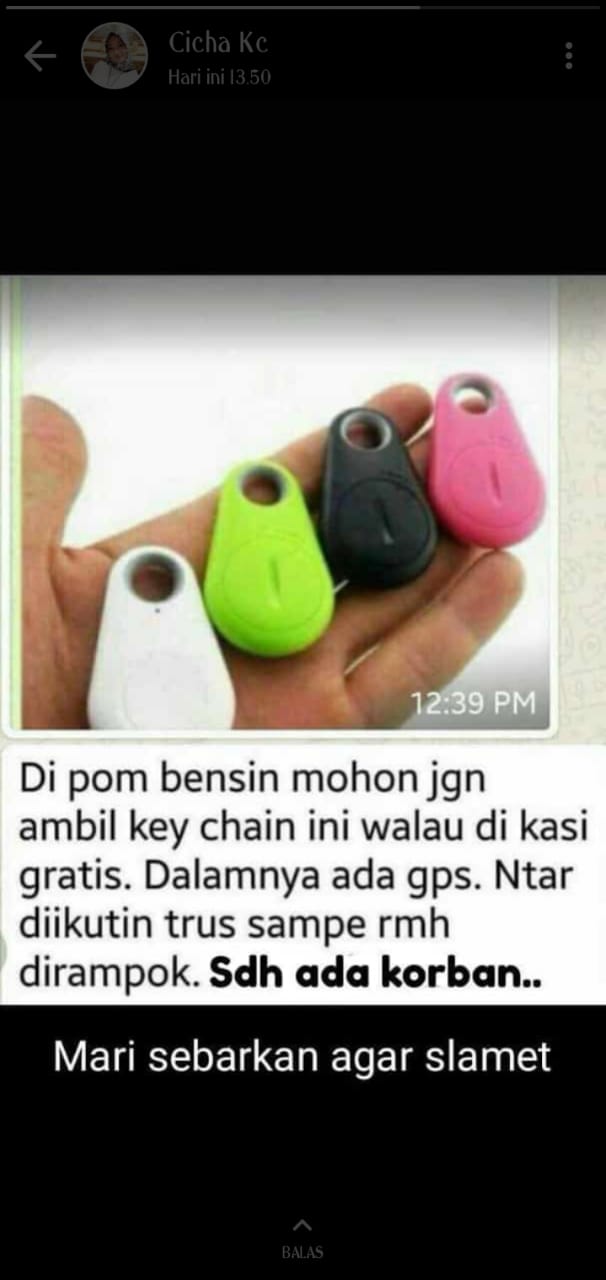 Cicha Kc
Hari ini 13.50
12:39 PM
Di pom bensin mohon jgn
ambil key chain ini walau di kasi
gratis. Dalamnya ada gps. Ntar
diikutin trus sampe rmh
dirampok. Sdh ada korban..
Mari sebarkan agar slamet
BALAS